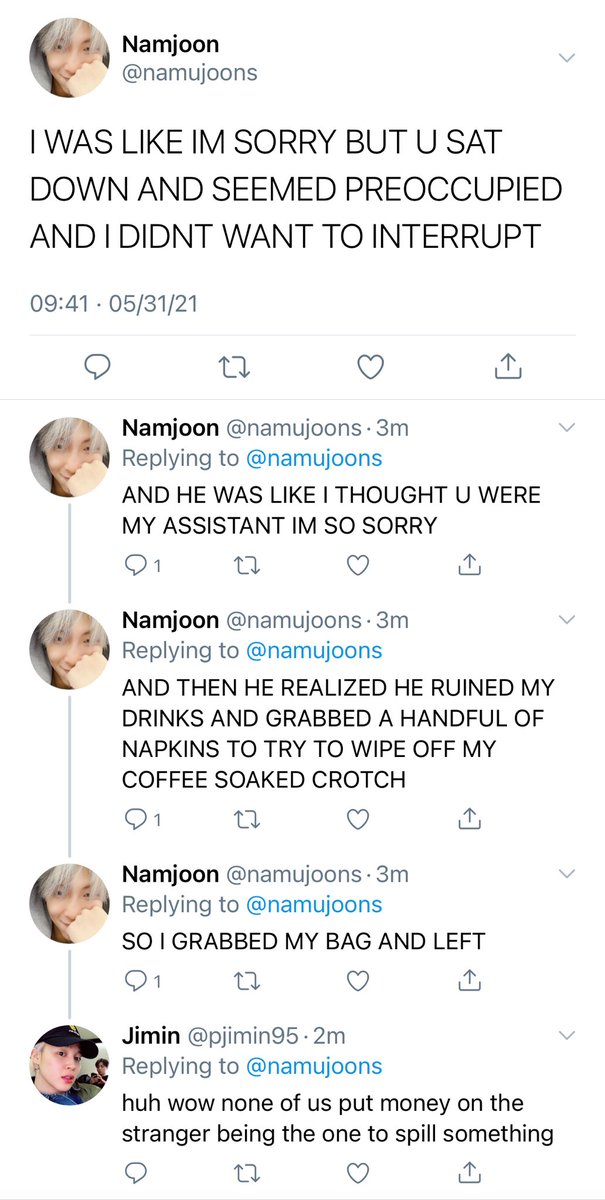 Namjoon
@namujoons
I WAS LIKE IM SORRY BUT U SAT
DOWN AND SEEMED PREOCCUPIED
AND I DIDNT WANT TO INTERRUPT
09:41 · 05/31/21
Namjoon @namujoons · 3m
Replying to @namujoons
AND HE WAS LIKE I THOUGHT U WERE
MY ASSISTANT IM SO SORRY
1
Namjoon @namujoons · 3m
Replying to @namujoons
AND THEN HE REALIZED HE RUINED MY
DRINKS AND GRABBED A HANDFUL OF
NAPKINS TO TRY TO WIPE OFF MY
COFFEE SOAKED CROTCH
1
Namjoon @namujoons · 3m
Replying to @namujoons
SO I GRABBED MY BAG AND LEFT
1
Jimin @pjimin95 · 2m
Replying to @namujoons
huh wow none of us put money on the
stranger being the one to spill something